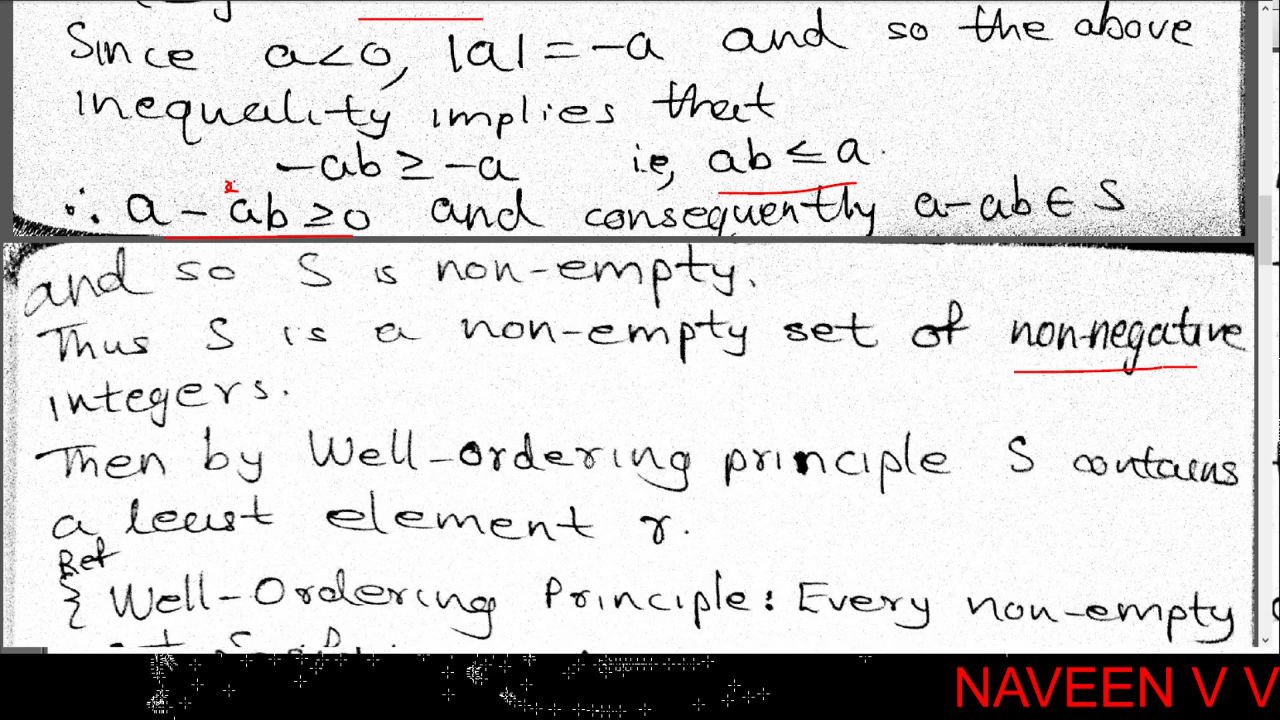 Since a<0, |a| = -a and so the above
inequality implies that
-ab ≥ -a i.e, ab ≤ a.
∴ a - ab ≥ 0 and consequently a-ab ∈ S
and so S is non-empty.
Thus S is a non-empty set of non-negative
integers.
Then by Well-ordering principle S contains
a least element r.
Ref
{ Well-Ordering Principle: Every non-empty
NAVEEN V V